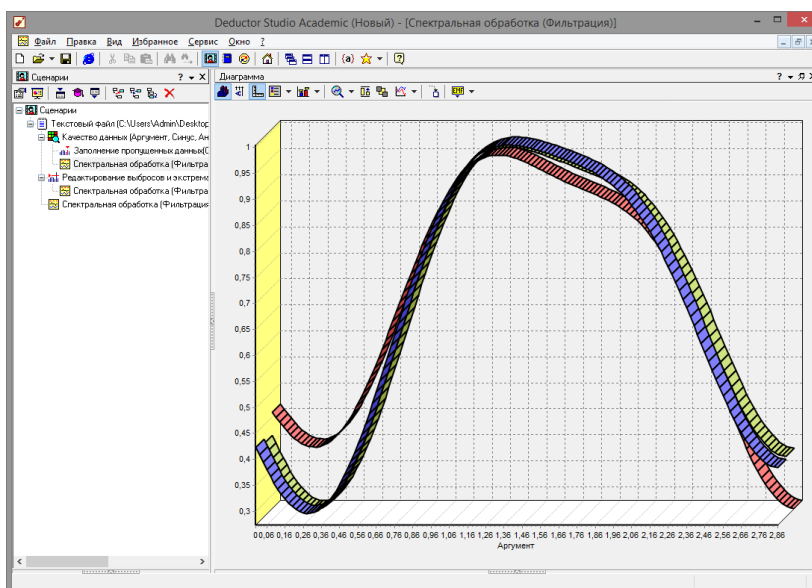 Deductor Studio Academic (Новый) - [Спектральная обработка (Фильтрация)]
Файл Правка Вид Избранное Сервис Окно ?
Сценарии
Диаграмма
Сценарии
Текстовый файл (C:\Users\Admin\Desktop
Качество данных (Аргумент, Синус, Ан
Заполнение пропущенных данных(С
Спектральная обработка (Фильтра
Редактирование выбросов и экстрема
Спектральная обработка (Фильтра
Спектральная обработка (Фильтрация
1
0,95
0,9
0,85
0,8
0,75
0,7
0,65
0,6
0,55
0,5
0,45
0,4
0,35
0,3
0 0,06 0,16 0,26 0,36 0,46 0,56 0,66 0,76 0,86 0,96 1,06 1,16 1,26 1,36 1,46 1,56 1,66 1,76 1,86 1,96 2,06 2,16 2,26 2,36 2,46 2,56 2,66 2,76 2,86
Аргумент